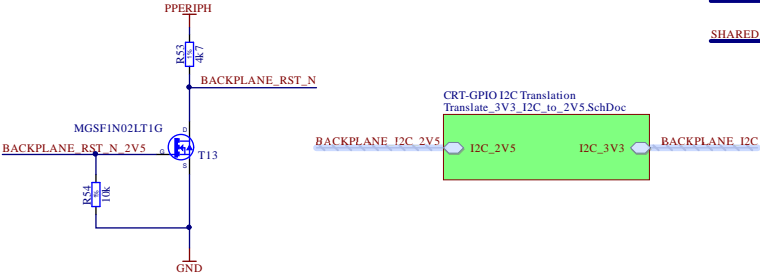 PPERIPH
R53
1%
4k7
BACKPLANE_RST_N
MGSF1N02LT1G
D
BACKPLANE_RST_N_2V5
G
T13
S
R54
10k
GND
SHARED
CRT-GPIO I2C Translation
Translate_3V3_I2C_to_2V5.SchDoc
BACKPLANE_I2C_2V5
I2C_2V5
I2C_3V3
BACKPLANE_I2C